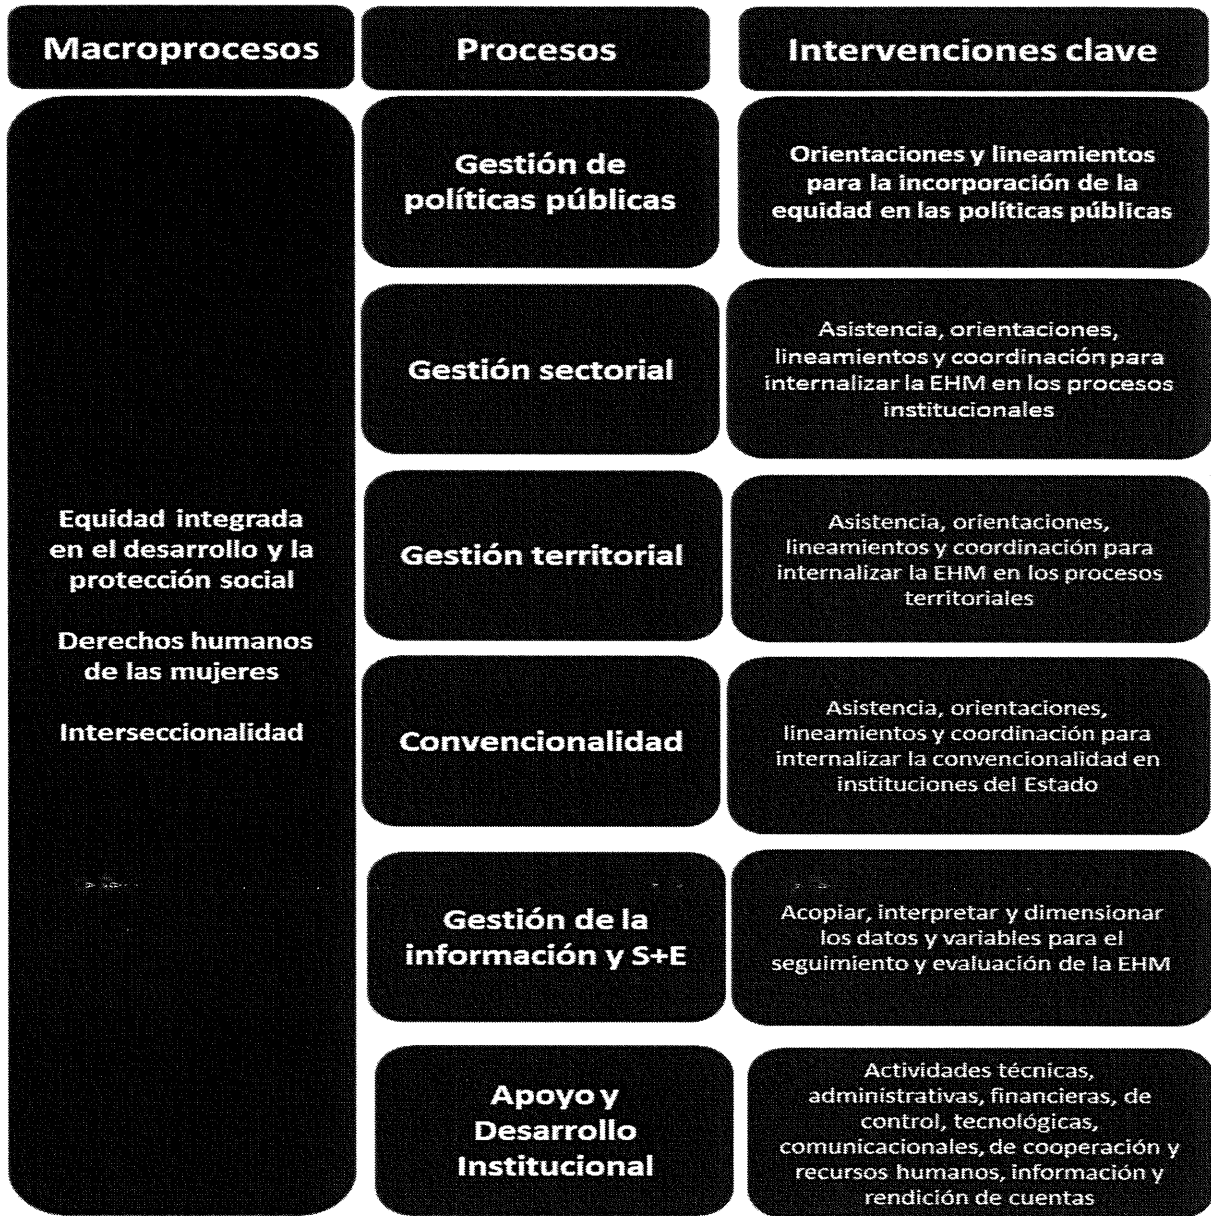 Macroprocesos
Procesos
Intervenciones clave
Equidad integrada
en el desarrollo y la
protección social
Derechos humanos
de las mujeres
Interseccionalidad
Gestión de
políticas públicas
Orientaciones y lineamientos
para la incorporación de la
equidad en las políticas públicas
Gestión sectorial
Asistencia, orientaciones,
lineamientos y coordinación para
internalizar la EHM en los procesos
institucionales
Gestión territorial
Asistencia, orientaciones,
lineamientos y coordinación para
internalizar la EHM en los procesos
territoriales
Convencionalidad
Asistencia, orientaciones,
lineamientos y coordinación para
internalizar la convencionalidad en
instituciones del Estado
Gestión de la
información y S+E
Acopiar, interpretar y dimensionar
los datos y variables para el
seguimiento y evaluación de la EHM
Apoyo y
Desarrollo
Institucional
Actividades técnicas,
administrativas, financieras, de
control, tecnológicas,
comunicacionales, de cooperación y
recursos humanos, información y
rendición de cuentas